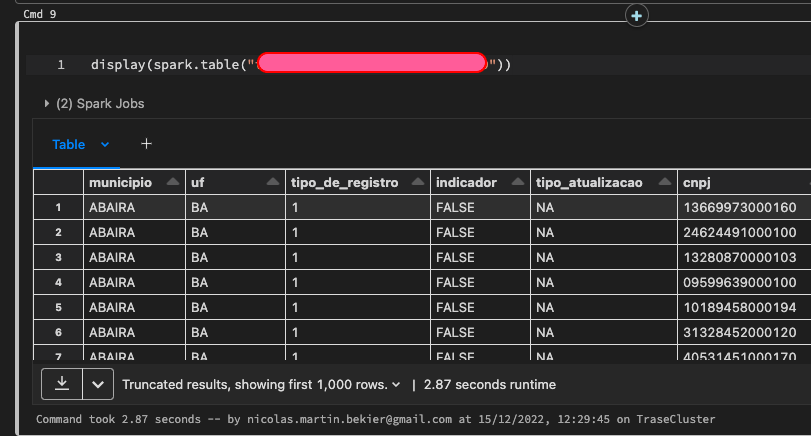 Cmd 9
1 display(spark.table(""))
(2) Spark Jobs
Table +
municipio uf tipo_de_registro indicador tipo_atualizacao cnpj
1 ABAIRA BA 1 FALSE NA 13669973000160
2 ABAIRA BA 1 FALSE NA 24624491000100
3 ABAIRA BA 1 FALSE NA 13280870000103
4 ABAIRA BA 1 FALSE NA 09599639000100
5 ABAIRA BA 1 FALSE NA 10189458000194
6 ABAIRA BA 1 FALSE NA 31328452000120
7 ABAIRA BA 1 FALSE NA 40531451000170
Truncated results, showing first 1,000 rows. | 2.87 seconds runtime
Command took 2.87 seconds -- by nicolas.martin.bekier@gmail.com at 15/12/2022, 12:29:45 on TraseCluster